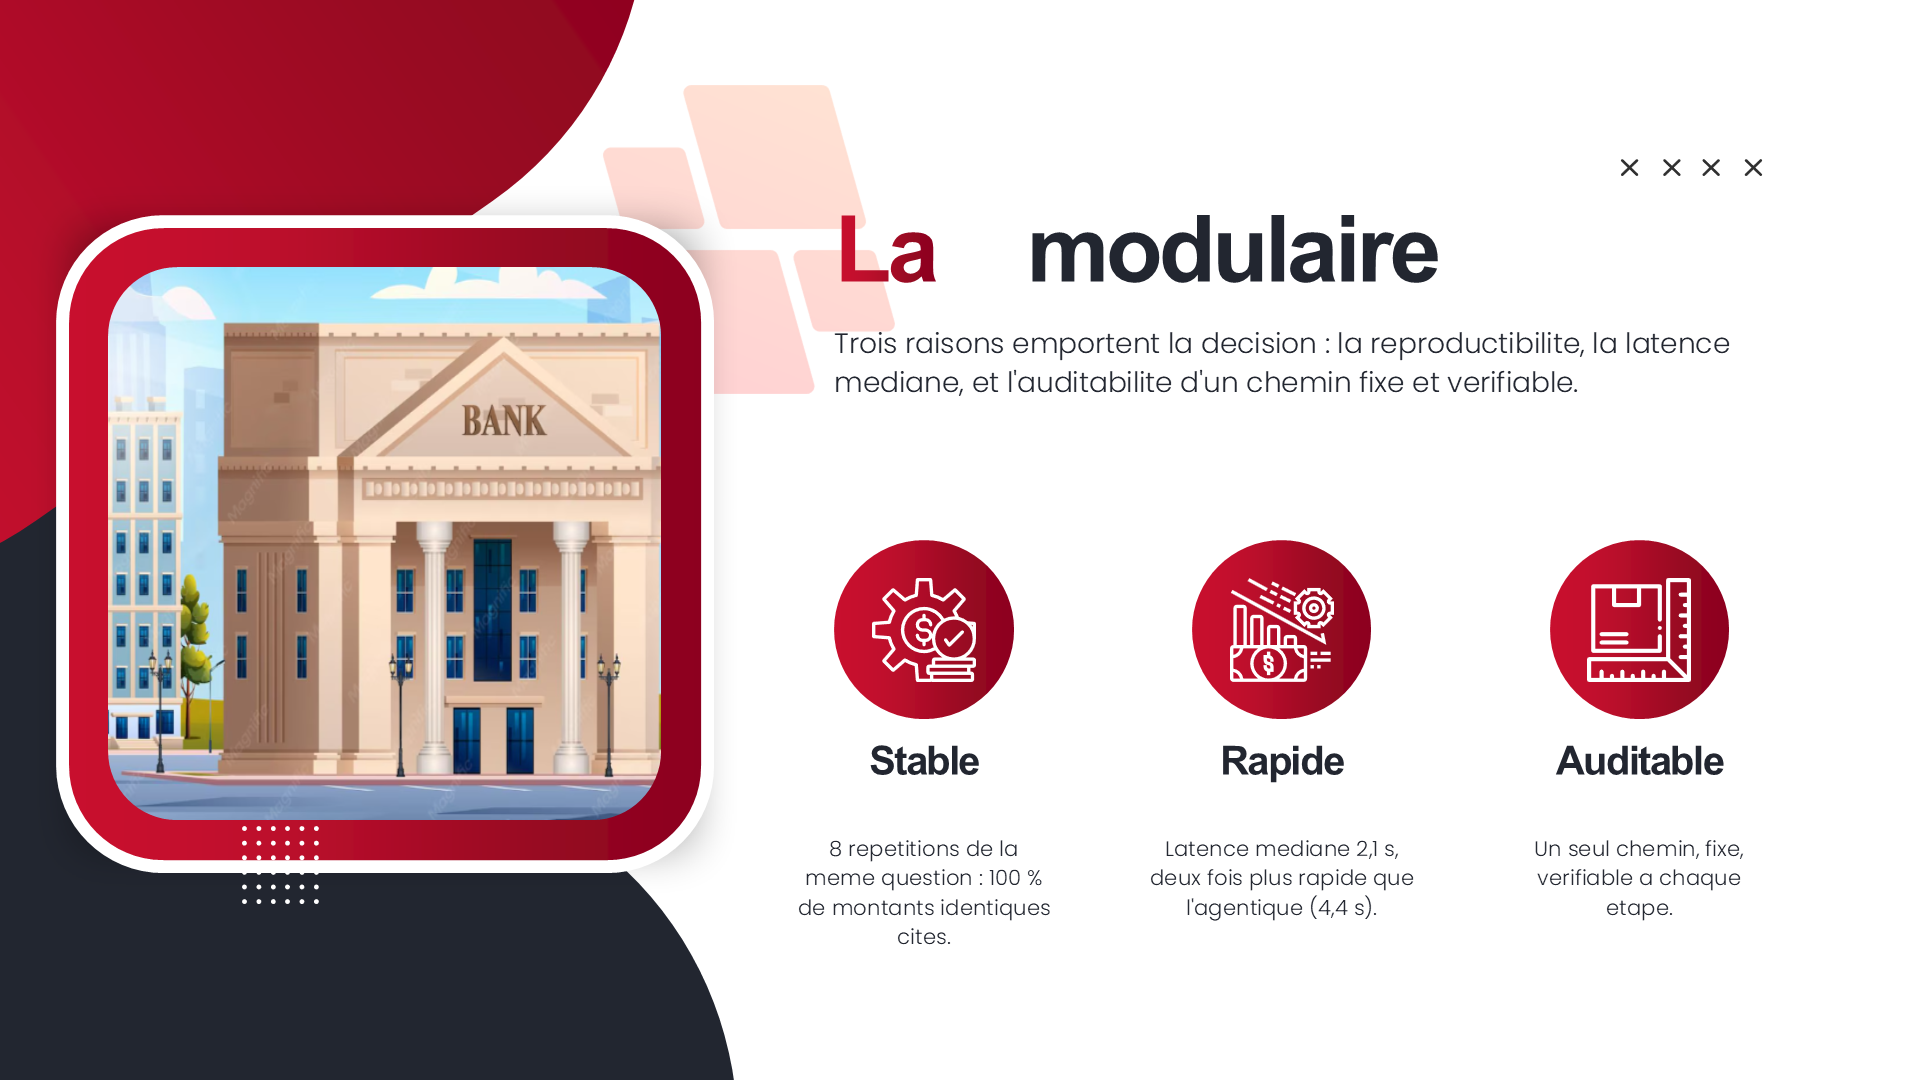 La modulaire
Trois raisons emportent la decision : la reproductibilite, la latence
mediane, et l'auditabilite d'un chemin fixe et verifiable.
BANK
Stable
8 repetitions de la
meme question : 100 %
de montants identiques
cites.
Rapide
Latence mediane 2,1 s,
deux fois plus rapide que
l'agentique (4,4 s).
Auditable
Un seul chemin, fixe,
verifiable a chaque
etape.